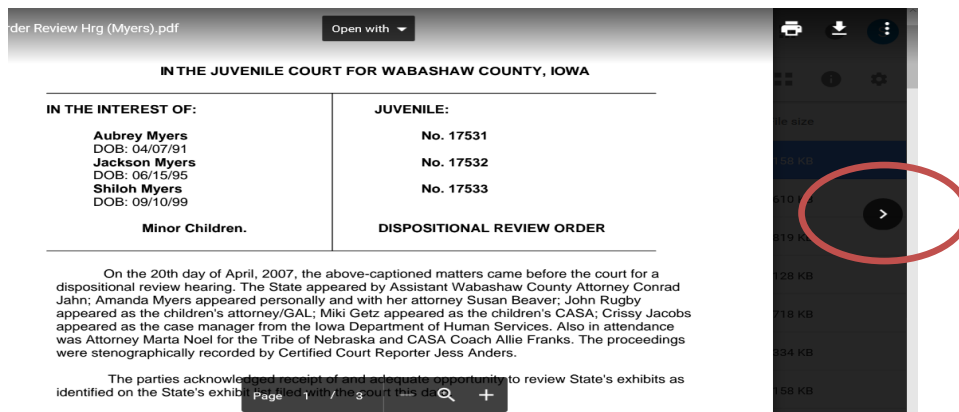 rder Review Hrg (Myers).pdf
Open with
IN THE JUVENILE COURT FOR WABASHAW COUNTY, IOWA
IN THE INTEREST OF:
JUVENILE:
Aubrey Myers
No. 17531
DOB: 04/07/91
Jackson Myers
No. 17532
DOB: 06/15/95
Shiloh Myers
No. 17533
DOB: 09/10/99
Minor Children.
DISPOSITIONAL REVIEW ORDER
On the 20th day of April, 2007, the above-captioned matters came before the court for a
dispositional review hearing. The State appeared by Assistant Wabashaw County Attorney Conrad
Jahn; Amanda Myers appeared personally and with her attorney Susan Beaver; John Rugby
appeared as the children's attorney/GAL; Miki Getz appeared as the children's CASA; Crissy Jacobs
appeared as the case manager from the Iowa Department of Human Services. Also in attendance
was Attorney Marta Noel for the Tribe of Nebraska and CASA Coach Allie Franks. The proceedings
were stenographically recorded by Certified Court Reporter Jess Anders.
The parties acknowledged receipt of and adequate opportunity to review State's exhibits as
identified on the State's exhibit list filed with the court this date.
Page 1 / 3
file size
158 KB
610 KB
619 KB
128 KB
718 KB
334 KB
158 KB